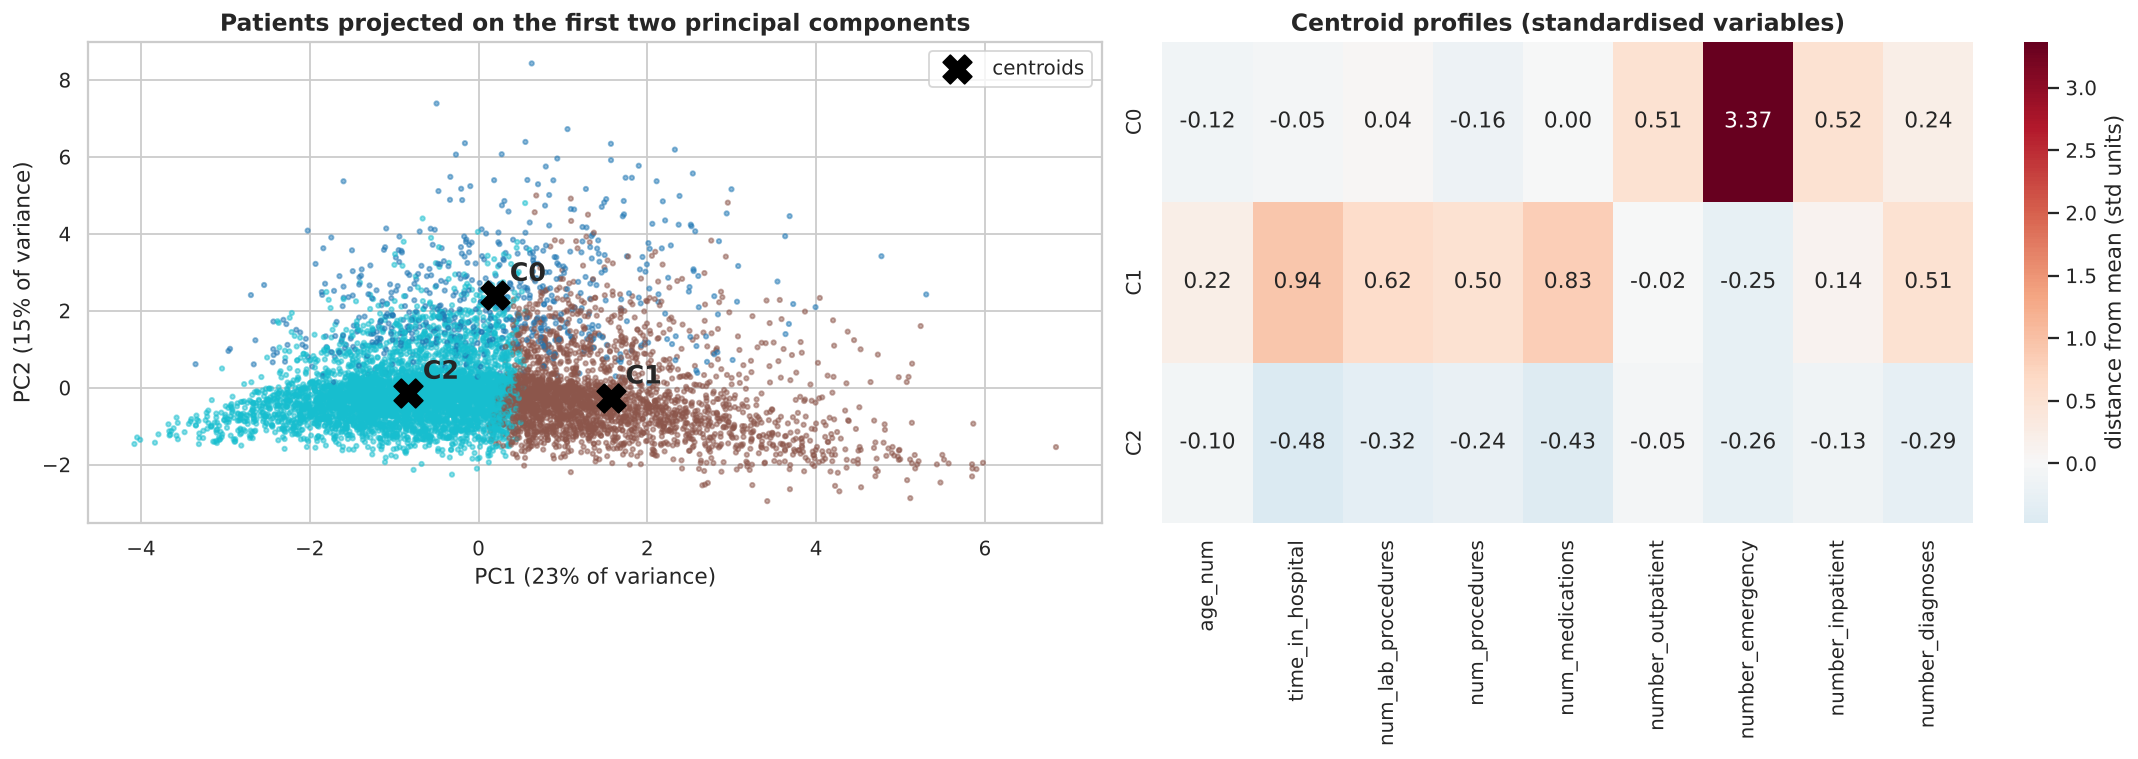 Patients projected on the first two principal components
centroids
C0
C2
C1
8
6
4
2
0
−2
PC2 (15% of variance)
−4
−2
0
2
4
6
PC1 (23% of variance)
Centroid profiles (standardised variables)
C0
-0.12 -0.05 0.04 -0.16 0.00 0.51 3.37 0.52 0.24
C1
0.22 0.94 0.62 0.50 0.83 -0.02 -0.25 0.14 0.51
C2
-0.10 -0.48 -0.32 -0.24 -0.43 -0.05 -0.26 -0.13 -0.29
age_num
time_in_hospital
num_lab_procedures
num_procedures
num_medications
number_outpatient
number_emergency
number_inpatient
number_diagnoses
3.0
2.5
2.0
1.5
1.0
0.5
0.0
distance from mean (std units)